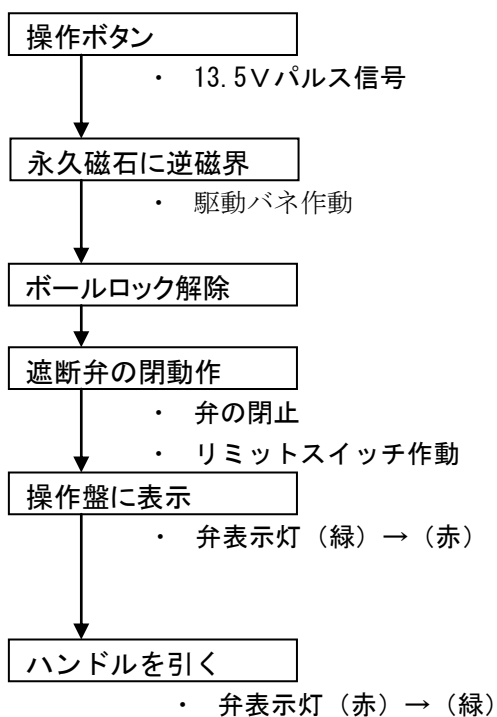 操作ボタン
・ 13.5Vパルス信号
永久磁石に逆磁界
・ 駆動バネ作動
ボールロック解除
遮断弁の閉動作
・ 弁の閉止
・ リミットスイッチ作動
操作盤に表示
・ 弁表示灯（緑）→（赤）
ハンドルを引く
・ 弁表示灯（赤）→（緑）